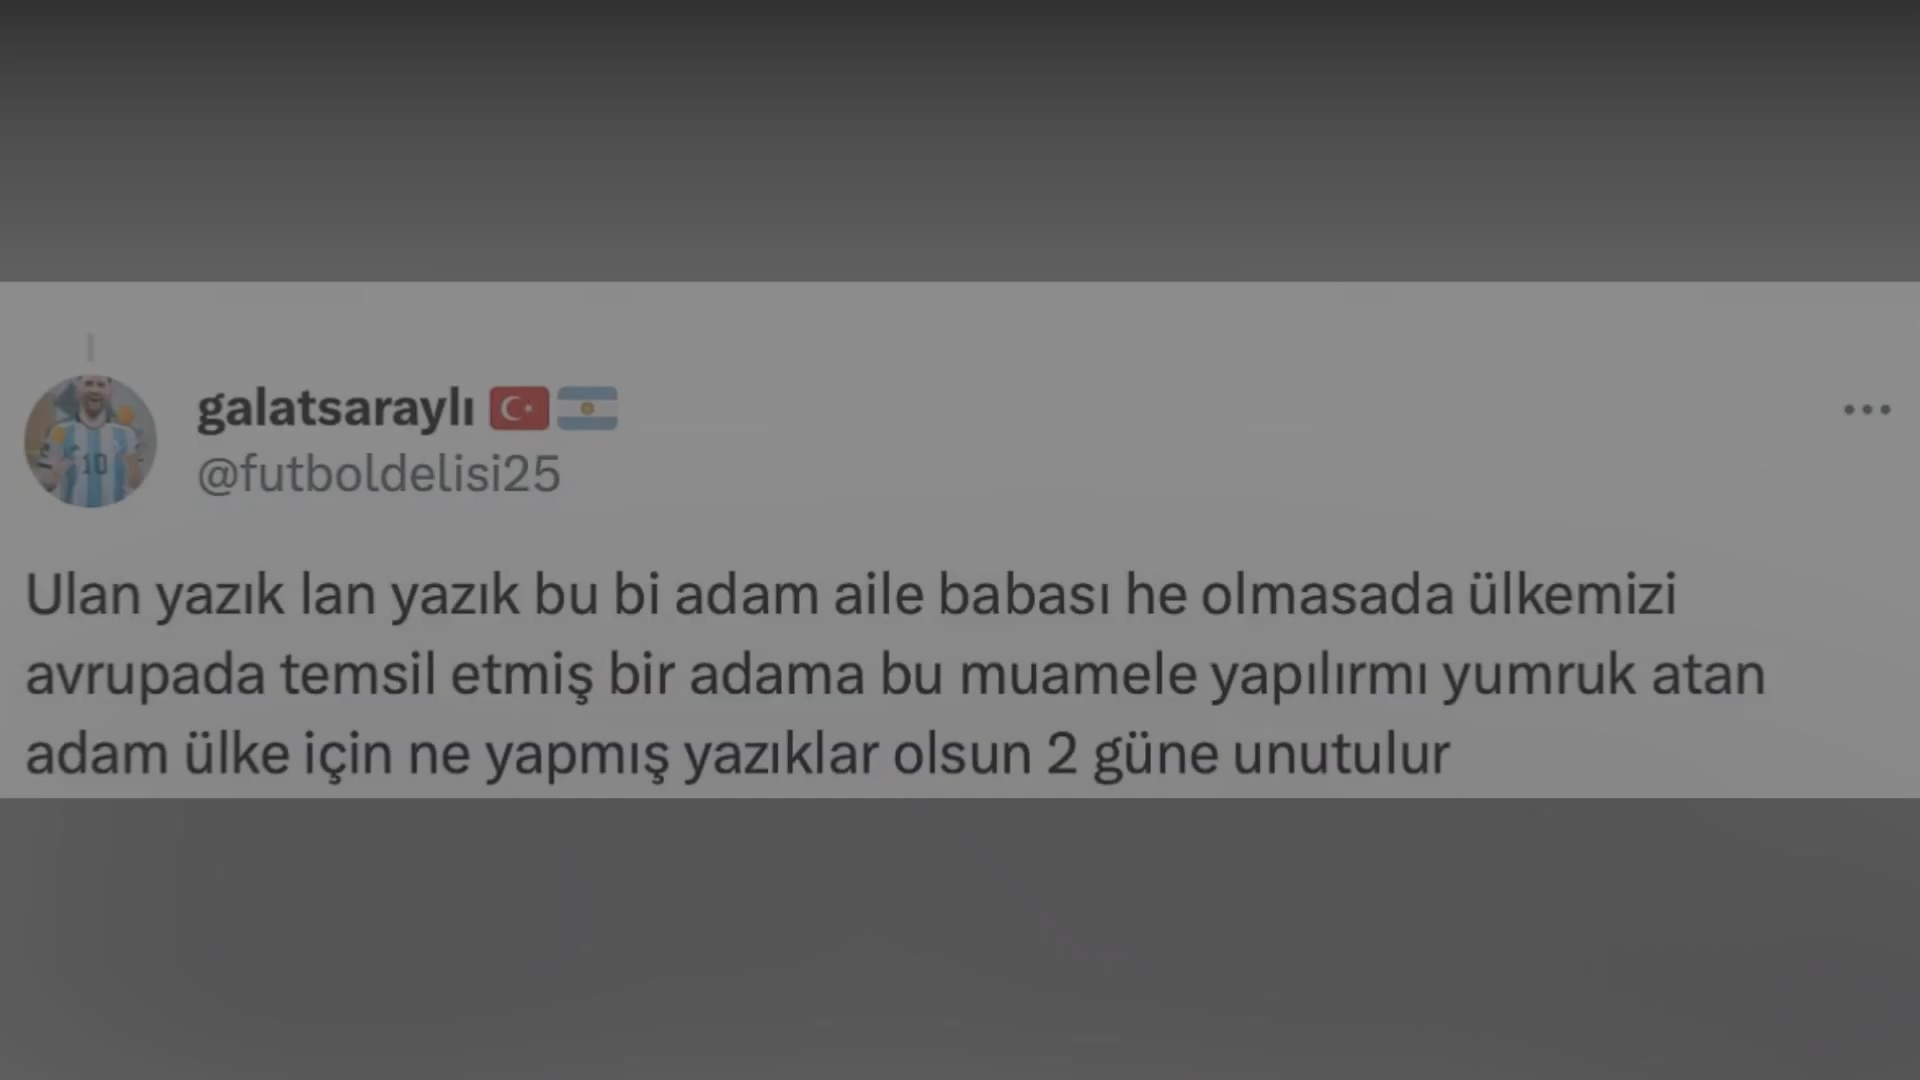 galatsaraylı
@futboldelisi25
Ulan yazık lan yazık bu bi adam aile babası he olmasada ülkemizi
avrupada temsil etmiş bir adama bu muamele yapılırmı yumruk atan
adam ülke için ne yapmış yazıklar olsun 2 güne unutulur